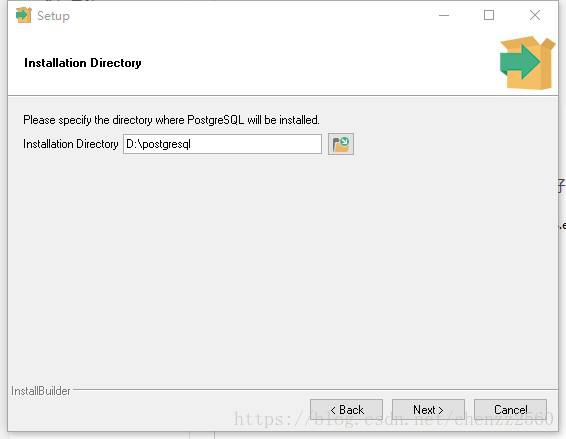 Setup
Installation Directory
Please specify the directory where PostgreSQL will be installed.
Installation Directory D:\postgresql
InstallBuilder
< Back Next > Cancel
https://blog.csdn.net/chenzz2560